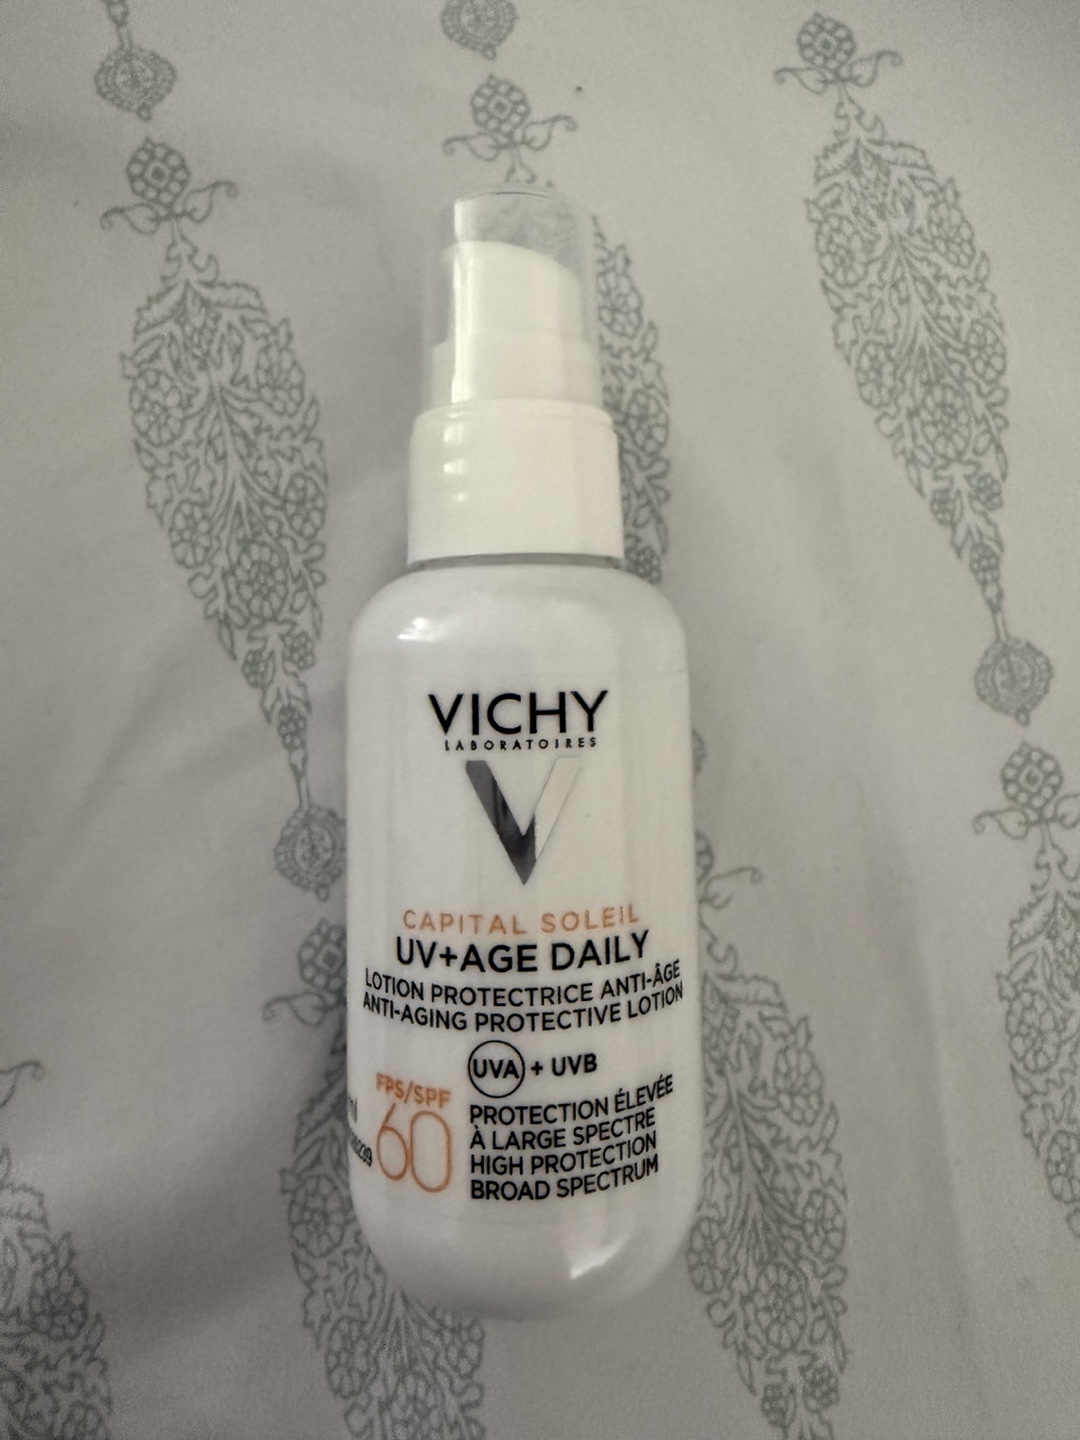 VICHY
LABORATOIRES
CAPITAL SOLEIL
UV+AGE DAILY
LOTION PROTECTRICE ANTI-ÂGE
ANTI-AGING PROTECTIVE LOTION
UVA + UVB
FPS/SPF
60
PROTECTION ÉLEVÉE
À LARGE SPECTRE
HIGH PROTECTION
BROAD SPECTRUM